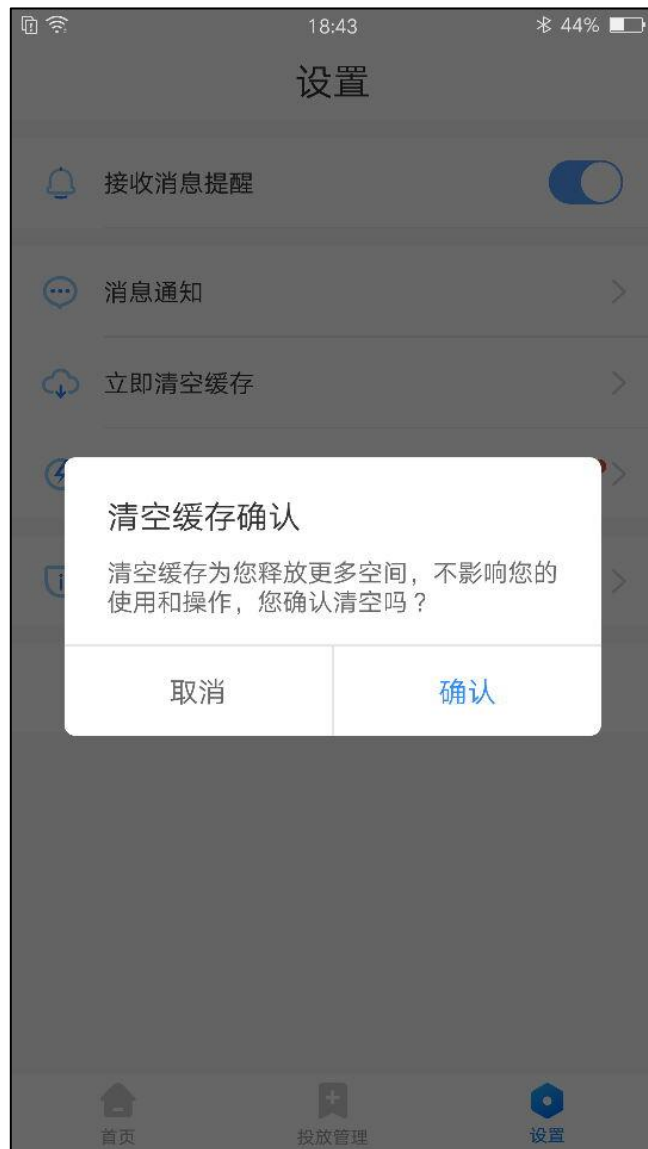 18:43
44%
设置
接收消息提醒
消息通知
立即清空缓存
清空缓存确认
清空缓存为您释放更多空间，不影响您的
使用和操作，您确认清空吗？
取消
确认
首页
投放管理
设置